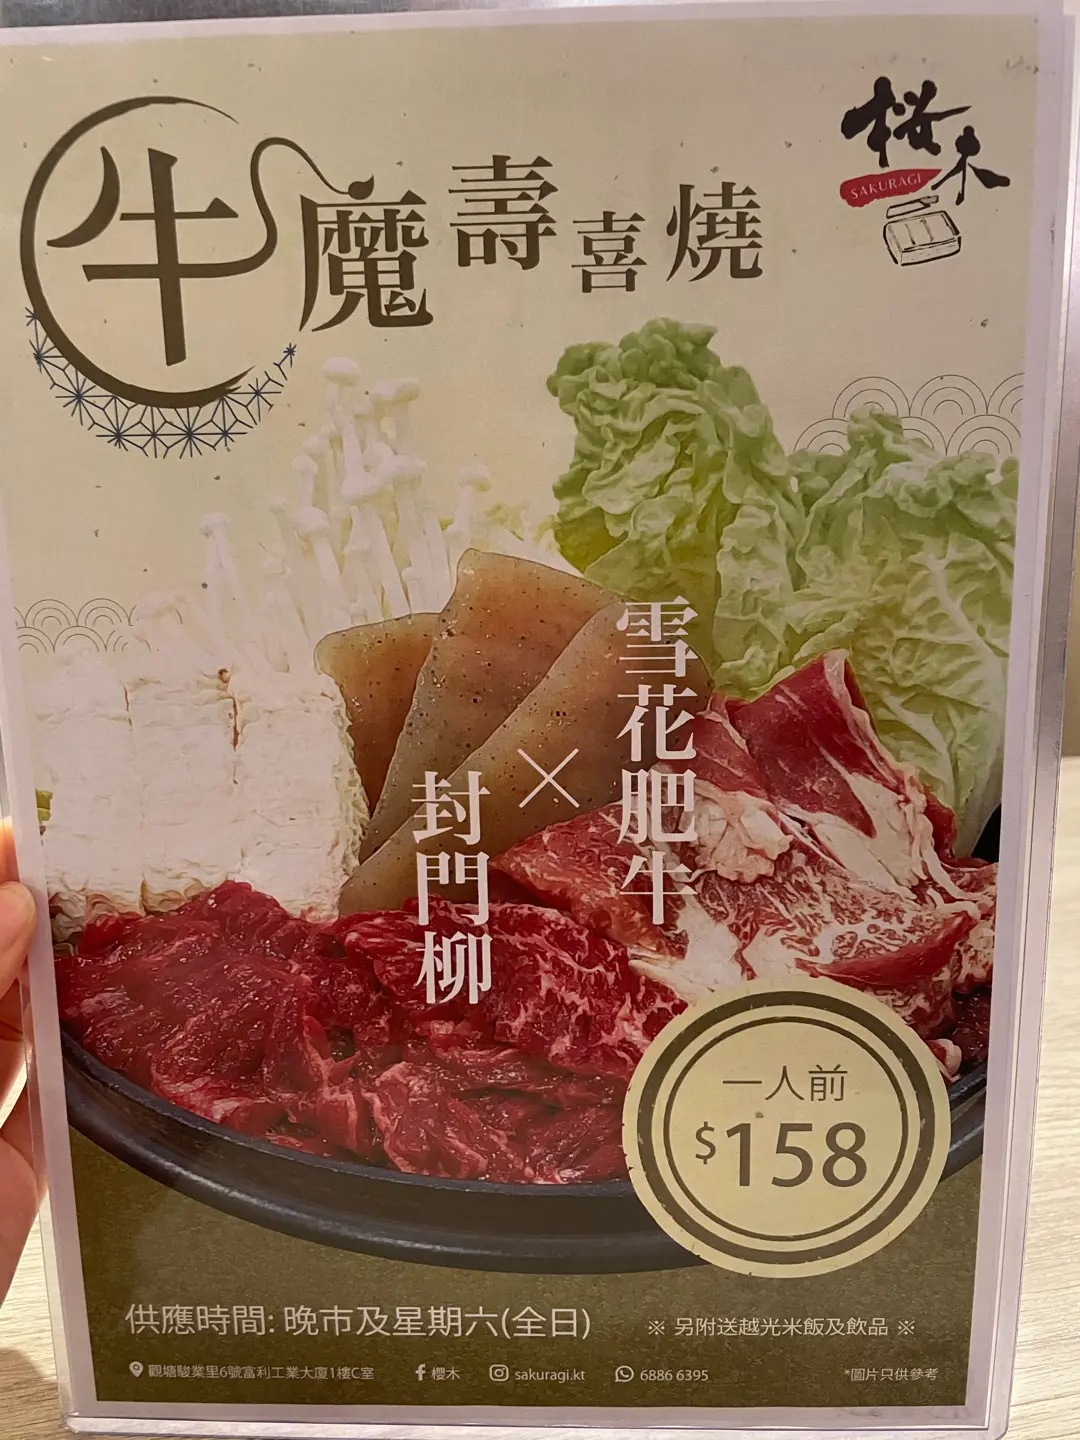 牛魔壽喜燒
櫻木
SAKURAGI
雪花肥牛
×
封門柳
一人前
$158
供應時間: 晚市及星期六(全日)
※ 另附送越光米飯及飲品 ※
觀塘駿業里6號富利工業大廈1樓C室
櫻木
sakuragi.kt
6886 6395
*圖片只供參考